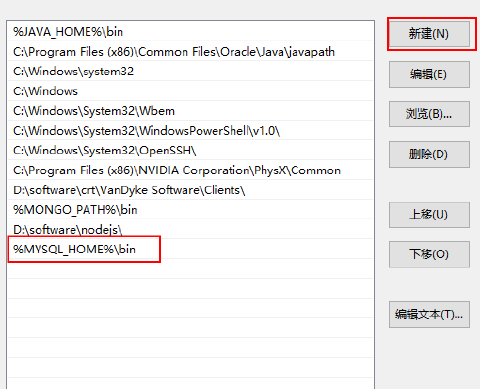 %JAVA_HOME%\bin
C:\Program Files (x86)\Common Files\Oracle\Java\javapath
C:\Windows\system32
C:\Windows
C:\Windows\System32\Wbem
C:\Windows\System32\WindowsPowerShell\v1.0\
C:\Windows\System32\OpenSSH\
C:\Program Files (x86)\NVIDIA Corporation\PhysX\Common
D:\software\crt\VanDyke Software\Clients\
%MONGO_PATH%\bin
D:\software\nodejs\
%MYSQL_HOME%\bin
新建(N)
编辑(E)
浏览(B)...
删除(D)
上移(U)
下移(O)
编辑文本(T)...